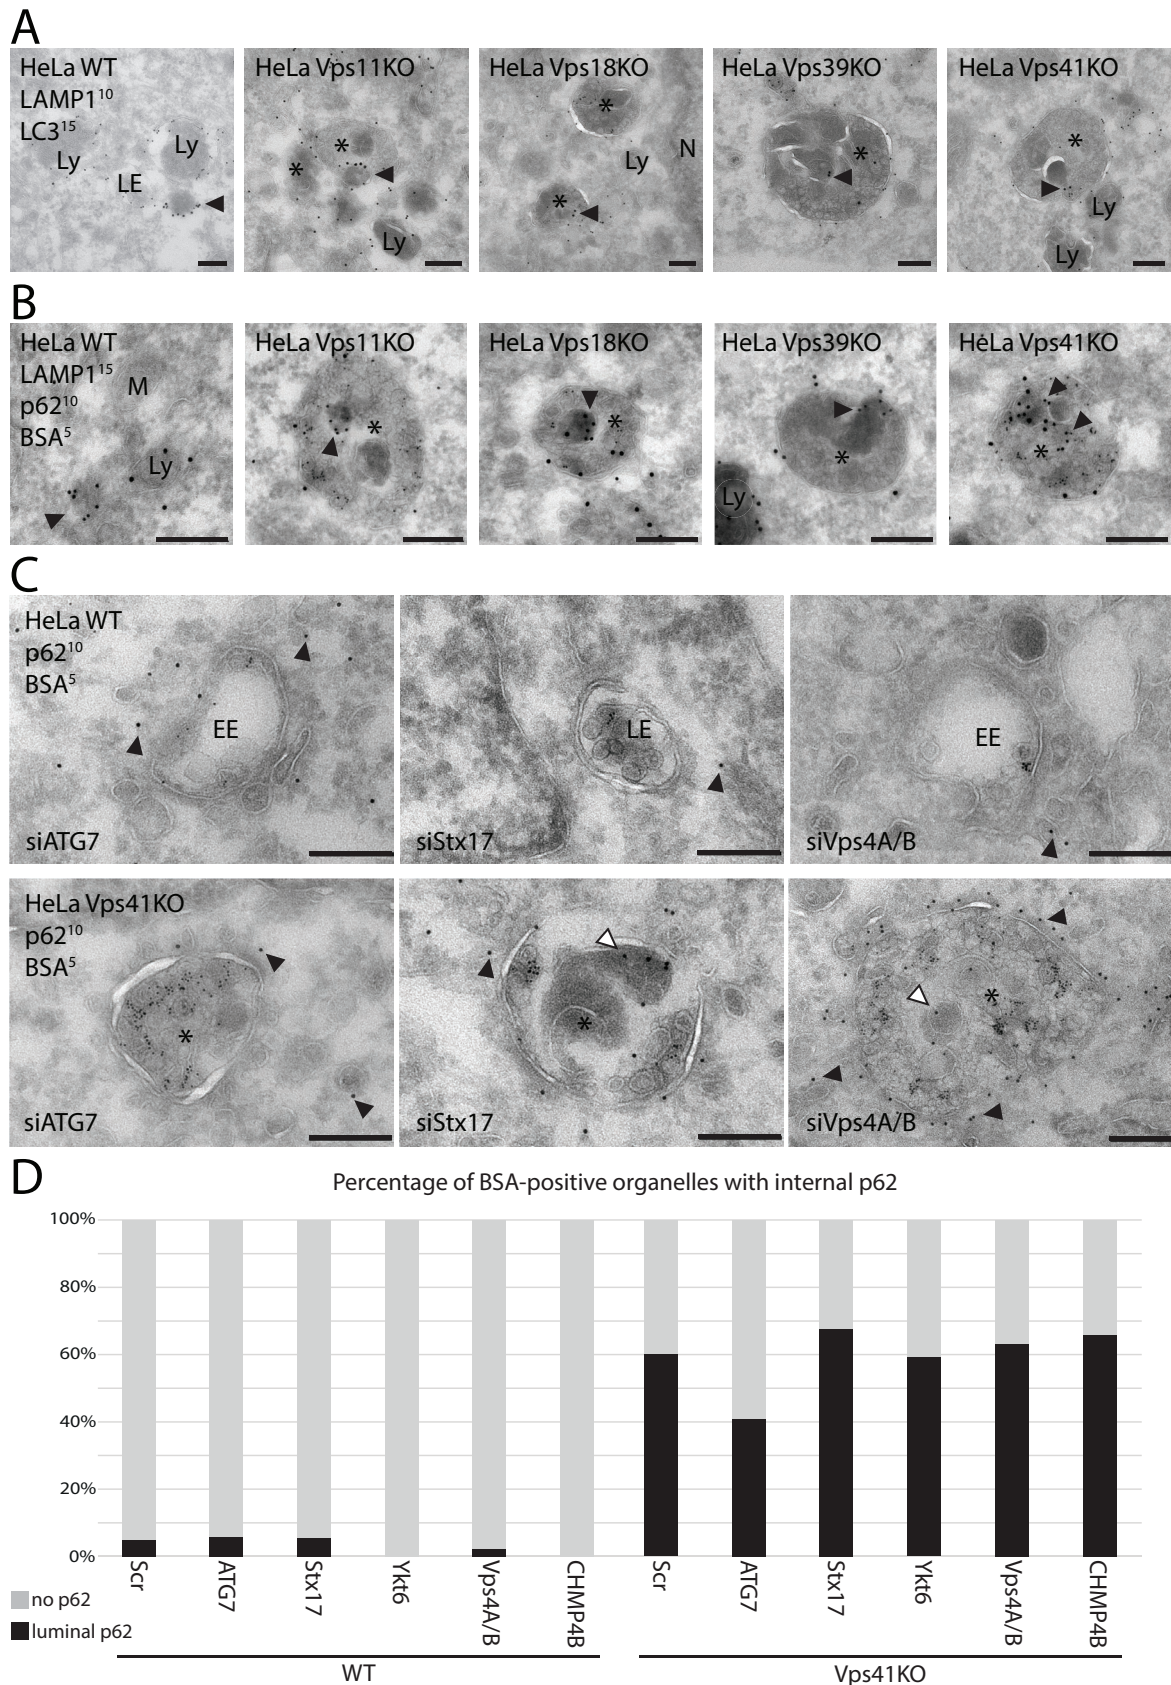 A
HeLa WT
LAMP1¹⁰
LC3¹⁵
Ly
Ly
LE
HeLa Vps11KO
*
*
Ly
HeLa Vps18KO
*
Ly
N
*
HeLa Vps39KO
*
HeLa Vps41KO
*
Ly
Ly
B
HeLa WT
LAMP1¹⁵
p62¹⁰
BSA⁵
M
Ly
HeLa Vps11KO
*
HeLa Vps18KO
*
HeLa Vps39KO
*
Ly
HeLa Vps41KO
*
C
HeLa WT
p62¹⁰
BSA⁵
EE
siATG7
LE
siStx17
EE
siVps4A/B
HeLa Vps41KO
p62¹⁰
BSA⁵
*
siATG7
*
siStx17
*
siVps4A/B
D
Percentage of BSA-positive organelles with internal p62
100%
80%
60%
40%
20%
0%
Scr
ATG7
Stx17
Ykt6
Vps4A/B
CHMP4B
Scr
ATG7
Stx17
Ykt6
Vps4A/B
CHMP4B
no p62
luminal p62
WT
Vps41KO